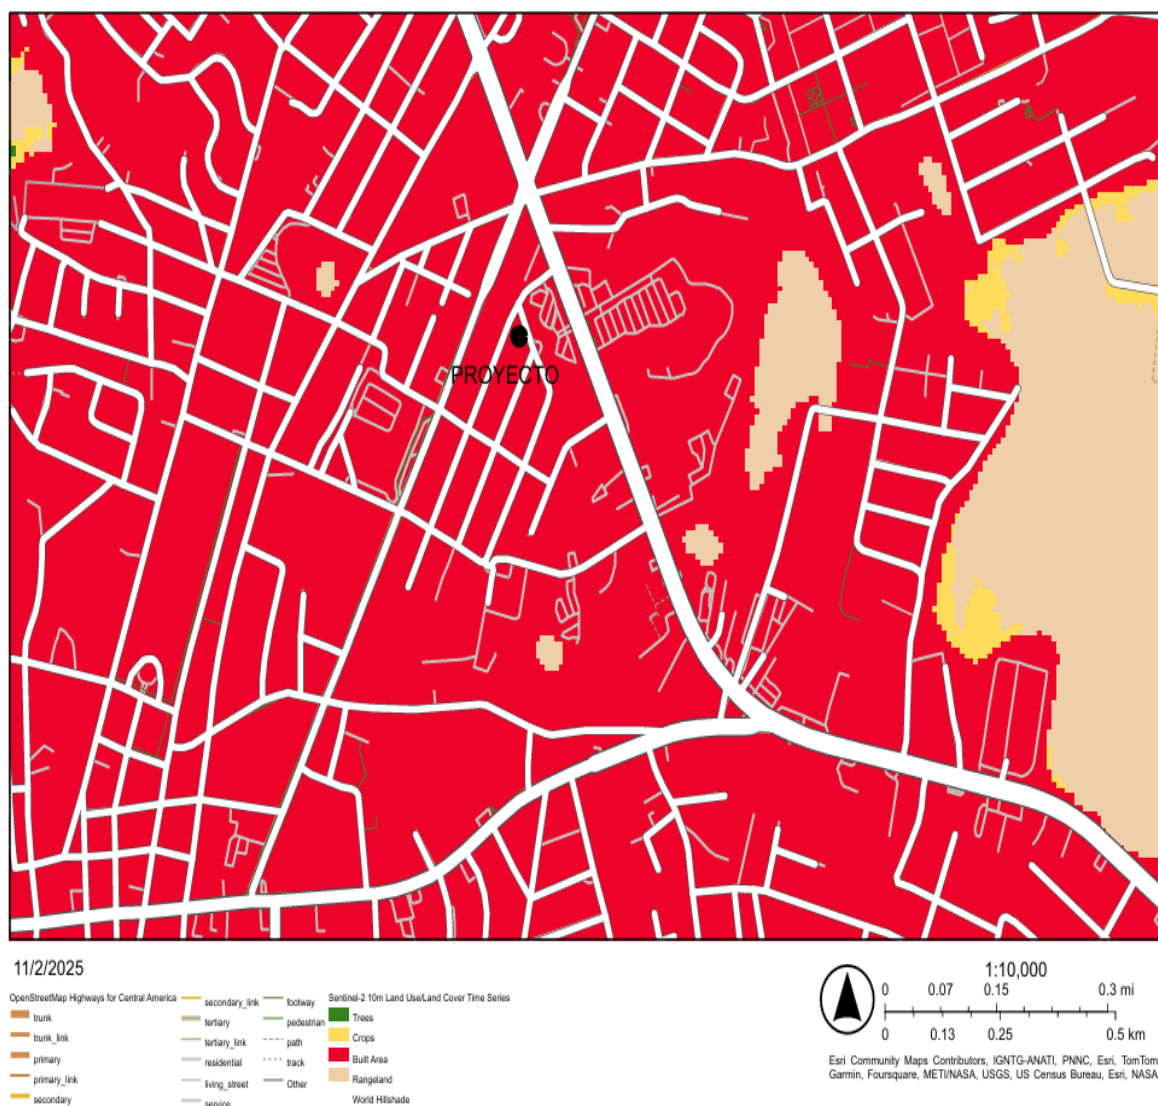 PROYECTO
11/2/2025
OpenStreetMap Highways for Central America
trunk
trunk_link
primary
primary_link
secondary
secondary_link
tertiary
tertiary_link
residential
living_street
service
footway
pedestrian
path
track
Other
Sentinel-2 10m Land Use/Land Cover Time Series
Trees
Crops
Built Area
Rangeland
World Hillshade
1:10,000
0 0.07 0.15 0.3 mi
0 0.13 0.25 0.5 km
Esri Community Maps Contributors, IGNTG-ANATI, PNNC, Esri, TomTom
Garmin, Foursquare, METI/NASA, USGS, US Census Bureau, Esri, NASA